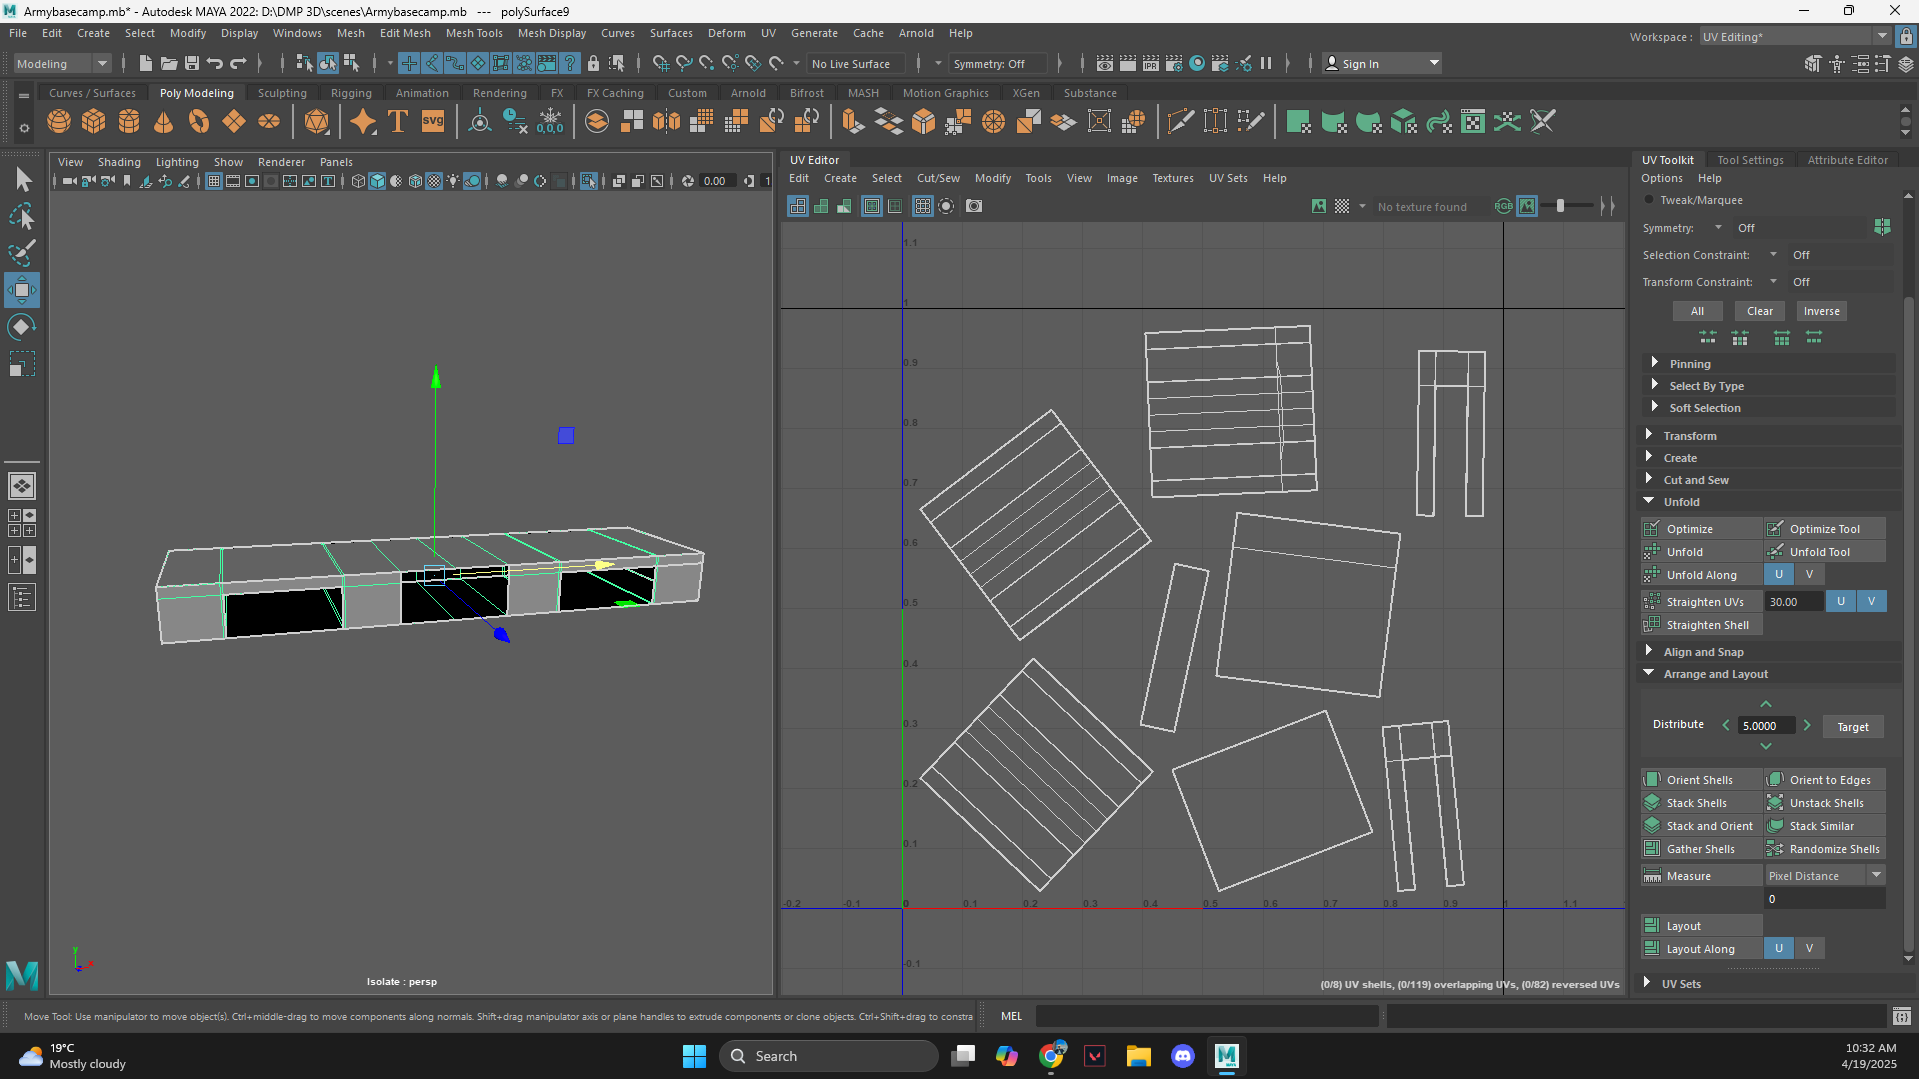 Armybasecamp.mb* - Autodesk MAYA 2022: D:\DMP 3D\scenes\Armybasecamp.mb --- polySurface9
File Edit Create Select Modify Display Windows Mesh Edit Mesh Mesh Tools Mesh Display Curves Surfaces Deform UV Generate Cache Arnold Help
Workspace : UV Editing*
Modeling No Live Surface Symmetry: Off Sign In
IPR
Curves / Surfaces Poly Modeling Sculpting Rigging Animation Rendering FX FX Caching Custom Arnold Bifrost MASH Motion Graphics XGen Substance
SVG
0,0,0
View Shading Lighting Show Renderer Panels
0.00 1
UV Editor
Edit Create Select Cut/Sew Modify Tools View Image Textures UV Sets Help
No texture found
RGB
1.1
1
0.9
0.8
0.7
0.6
0.5
0.4
0.3
0.2
0.1
-0.2 -0.1 0 0.1 0.2 0.3 0.4 0.5 0.6 0.7 0.8 0.9 1 1.1
-0.1
(0/8) UV shells, (0/119) overlapping UVs, (0/82) reversed UVs
y
x
Isolate : persp
UV Toolkit Tool Settings Attribute Editor
Options Help
Tweak/Marquee
Symmetry: Off
Selection Constraint: Off
Transform Constraint: Off
All Clear Inverse
Pinning
Select By Type
Soft Selection
Transform
Create
Cut and Sew
Unfold
Optimize Optimize Tool
Unfold Unfold Tool
Unfold Along U V
Straighten UVs 30.00 U V
Straighten Shell
Align and Snap
Arrange and Layout
Distribute 5.0000 Target
Orient Shells Orient to Edges
Stack Shells Unstack Shells
Stack and Orient Stack Similar
Gather Shells Randomize Shells
Measure Pixel Distance
0
Layout
Layout Along U V
UV Sets
Move Tool: Use manipulator to move object(s). Ctrl+middle-drag to move components along normals. Shift+drag manipulator axis or plane handles to extrude components or clone objects. Ctrl+Shift+drag to constra
MEL
19°C
Mostly cloudy
Search
10:32 AM
4/19/2025